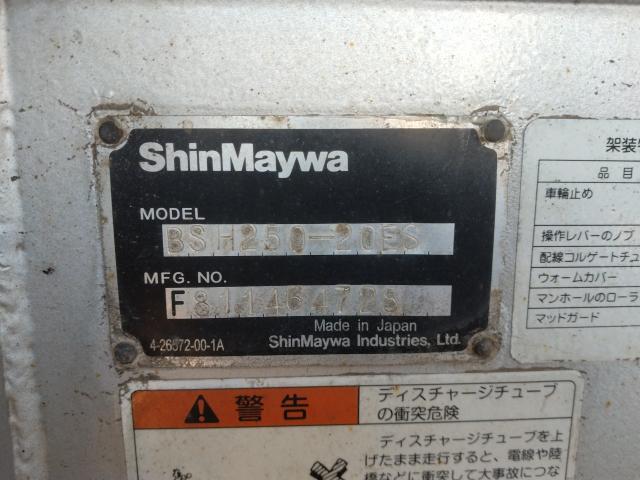 ShinMaywa
MODEL
BSH250-20ES
MFG. NO.
F81146472S
Made in Japan
4-26872-00-1A
ShinMaywa Industries, Ltd.
品目
車輪止め
操作レバーのノブ
配線コルゲートチュ
ウォームカバー
マンホールのローラ
マッドガード
警告
ディスチャージチューブ
の衝突危険
ディスチャージチューブを上
げたまま走行すると、電線や陸
橋などに衝突して大事故につな